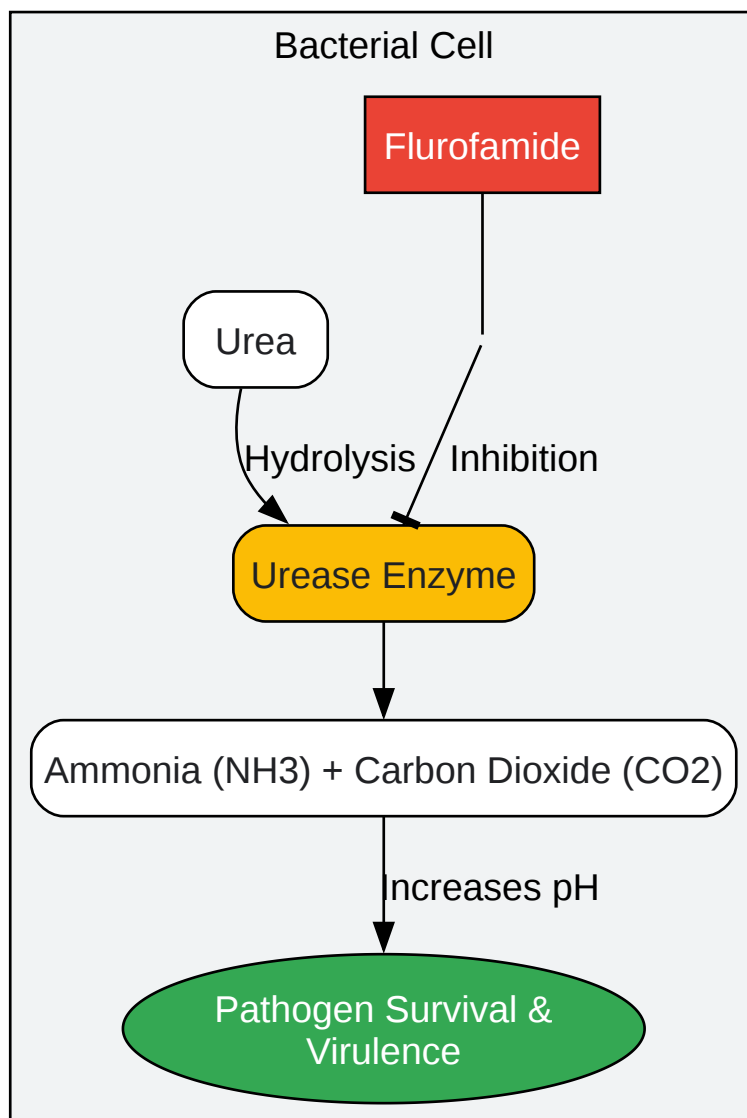 Bacterial Cell
Flurofamide
Urea
Hydrolysis
Inhibition
Urease Enzyme
Ammonia (NH3) + Carbon Dioxide (CO2)
Increases pH
Pathogen Survival &
Virulence